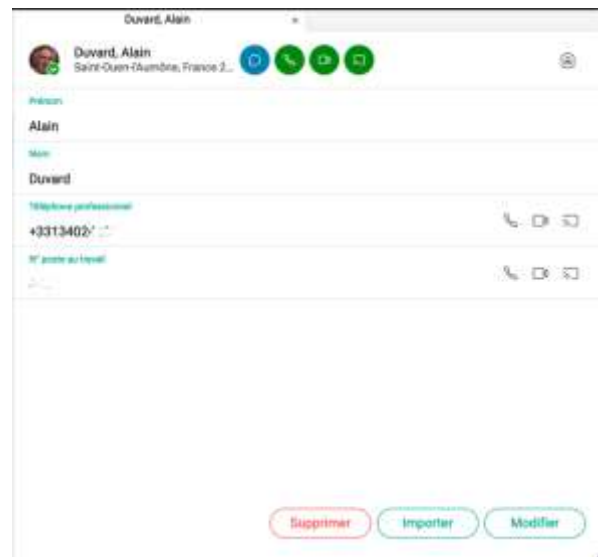 Duvard, Alain
Duvard, Alain
Saint-Ouen-l'Aumône, France 2...
Prénom
Alain
Nom
Duvard
Téléphone professionnel
+3313402
N° poste au travail
Supprimer
Importer
Modifier